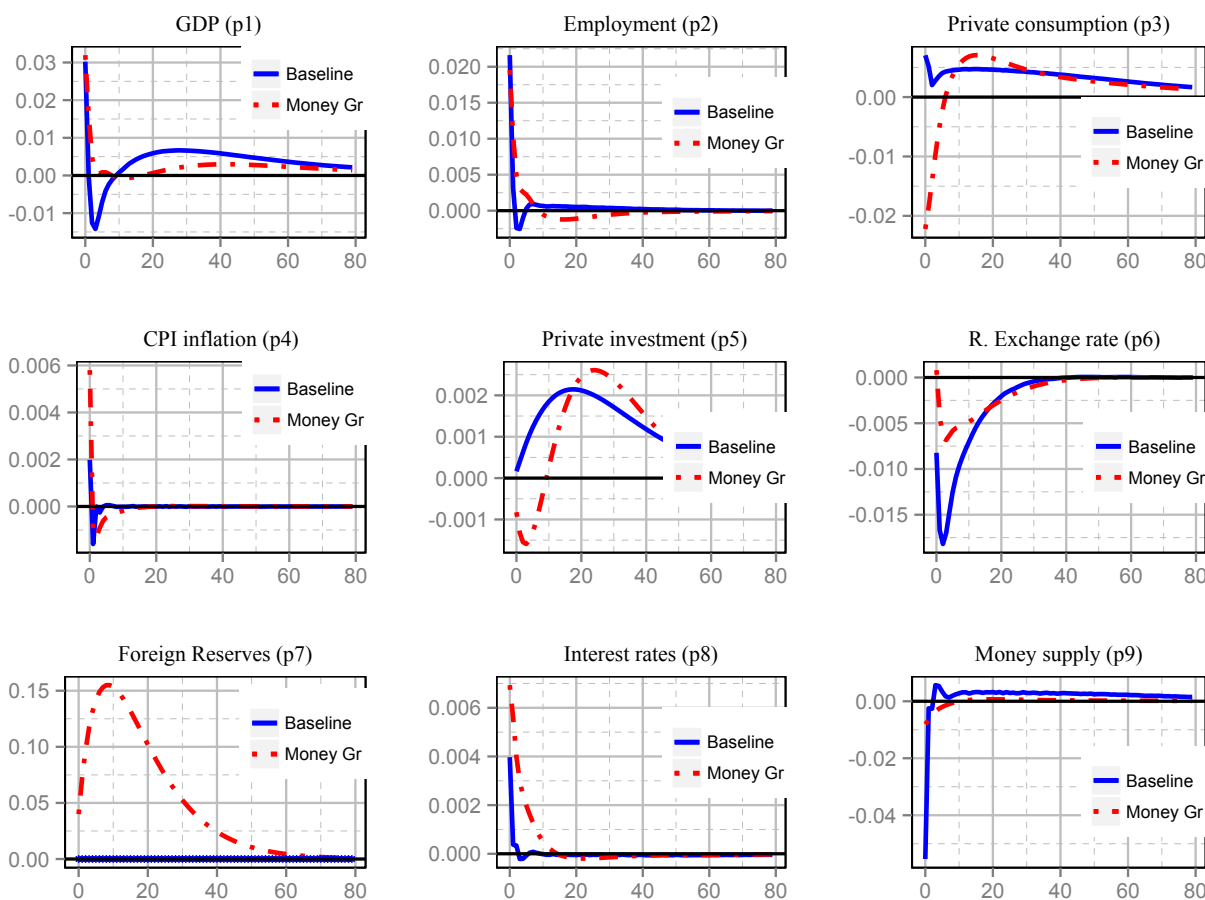 GDP (p1)
0.03
0.02
0.01
0.00
-0.01
0 20 40 60 80
Baseline
Money Gr
Employment (p2)
0.020
0.015
0.010
0.005
0.000
0 20 40 60 80
Baseline
Money Gr
Private consumption (p3)
0.00
-0.01
-0.02
0 20 40 60 80
Baseline
Money Gr
CPI inflation (p4)
0.006
0.004
0.002
0.000
0 20 40 60 80
Baseline
Money Gr
Private investment (p5)
0.002
0.001
0.000
-0.001
0 20 40 60 80
Baseline
Money Gr
R. Exchange rate (p6)
0.000
-0.005
-0.010
-0.015
0 20 40 60 80
Baseline
Money Gr
Foreign Reserves (p7)
0.15
0.10
0.05
0.00
0 20 40 60 80
Baseline
Money Gr
Interest rates (p8)
0.006
0.004
0.002
0.000
0 20 40 60 80
Baseline
Money Gr
Money supply (p9)
0.00
-0.02
-0.04
0 20 40 60 80
Baseline
Money Gr